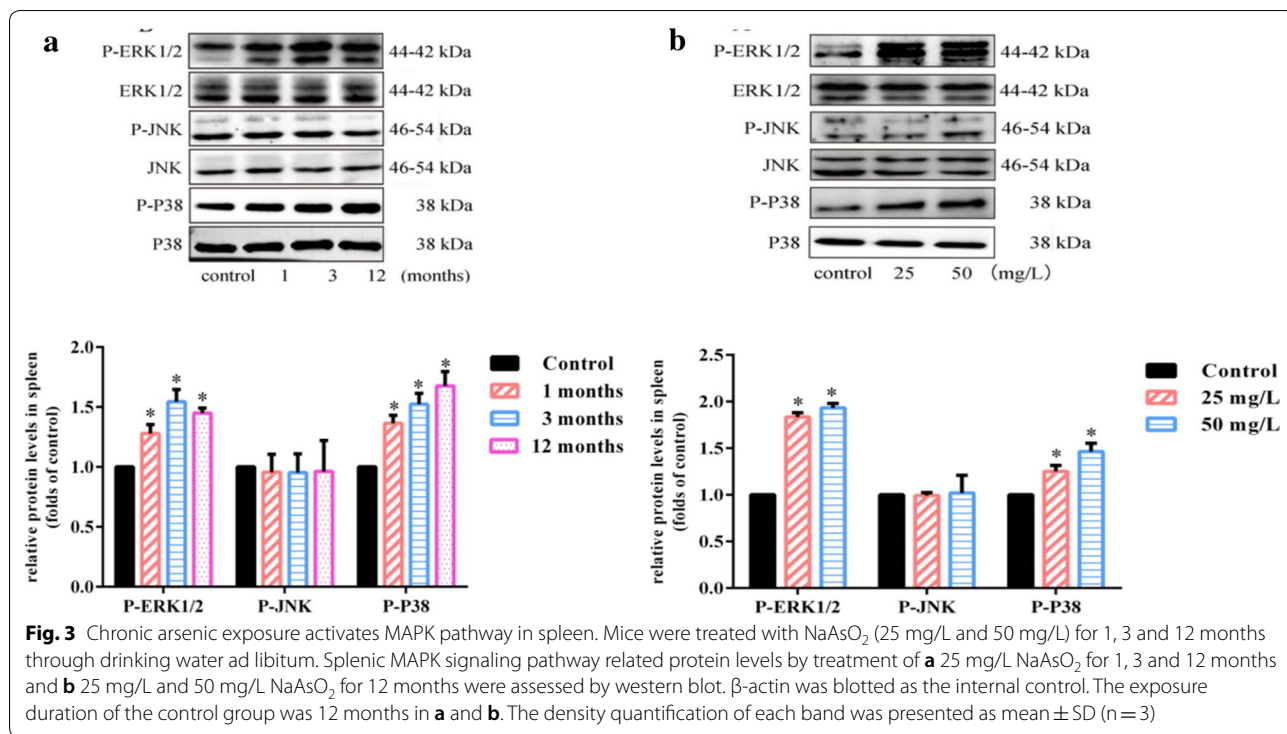 a
P-ERK1/2 44-42 kDa
ERK1/2 44-42 kDa
P-JNK 46-54 kDa
JNK 46-54 kDa
P-P38 38 kDa
P38 38 kDa
control 1 3 12 (months)
b
P-ERK1/2 44-42 kDa
ERK1/2 44-42 kDa
P-JNK 46-54 kDa
JNK 46-54 kDa
P-P38 38 kDa
P38 38 kDa
control 25 50 (mg/L)
relative protein levels in spleen
(folds of control)
2.0
1.5
1.0
0.5
0.0
* * * * * *
P-ERK1/2 P-JNK P-P38
Control
1 months
3 months
12 months
relative protein levels in spleen
(folds of control)
2.5
2.0
1.5
1.0
0.5
0.0
* * * *
P-ERK1/2 P-JNK P-P38
Control
25 mg/L
50 mg/L
Fig. 3 Chronic arsenic exposure activates MAPK pathway in spleen. Mice were treated with NaAsO₂ (25 mg/L and 50 mg/L) for 1, 3 and 12 months
through drinking water ad libitum. Splenic MAPK signaling pathway related protein levels by treatment of a 25 mg/L NaAsO₂ for 1, 3 and 12 months
and b 25 mg/L and 50 mg/L NaAsO₂ for 12 months were assessed by western blot. β-actin was blotted as the internal control. The exposure
duration of the control group was 12 months in a and b. The density quantification of each band was presented as mean ± SD (n = 3)